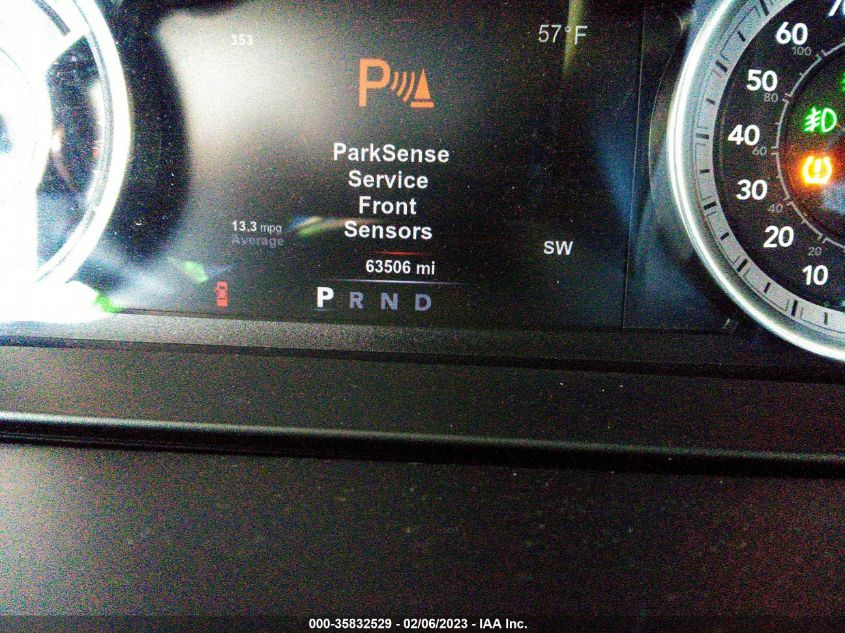 353
57°F
P
ParkSense
Service
Front
Sensors
13.3 mpg
Average
SW
63506 mi
P R N D
60
50
40
30
20
10
100
80
60
40
20
000-35832529 - 02/06/2023 - IAA Inc.